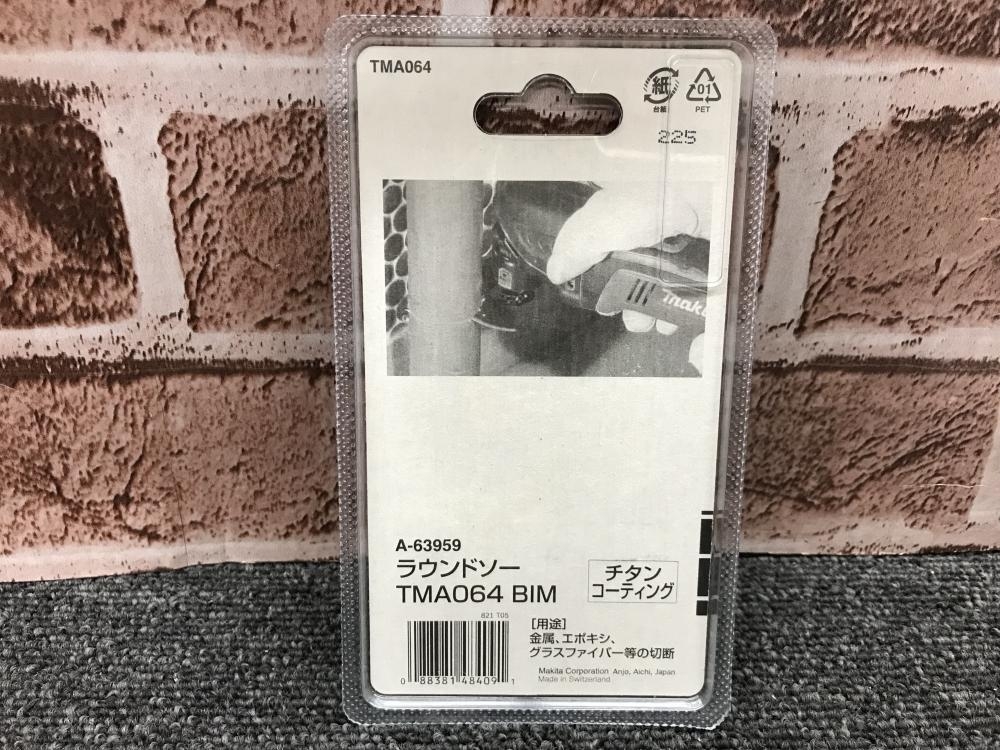 TMA064
紙
台紙
01
PET
225
makita
A-63959
ラウンドソー
TMA064 BIM
チタン
コーティング
821 T05
[用途]
金属、エポキシ、
グラスファイバー等の切断
0 88381 48409 1
Makita Corporation Anjo, Aichi, Japan
Made in Switzerland